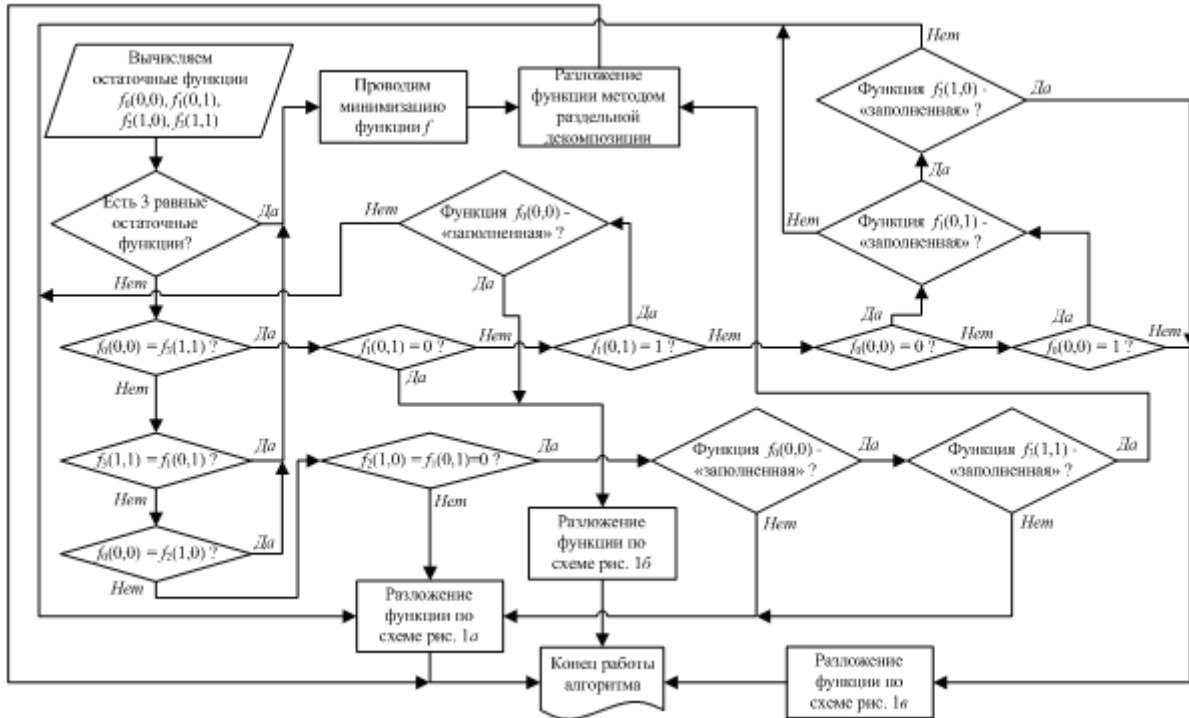 Вычисляем
остаточные функции
f₀(0,0), f₁(0,1),
f₂(1,0), f₃(1,1)
Проводим
минимизацию
функции f
Разложение
функции методом
раздельной
декомпозиции
Нет
Функция f₂(1,0) -
«заполненная» ?
Да
Есть 3 равные
остаточные
функции?
Да
Нет
Нет
Функция f₀(0,0) -
«заполненная» ?
Да
Да
Нет
Функция f₁(0,1) -
«заполненная» ?
f₀(0,0) = f₃(1,1) ?
Да
Нет
f₁(0,1) = 0 ?
Нет
Да
f₁(0,1) = 1 ?
Да
Нет
f₀(0,0) = 0 ?
Да
Нет
f₀(0,0) = 1 ?
Да
Нет
f₃(1,1) = f₁(0,1) ?
Да
Нет
f₂(1,0) = f₁(0,1)=0 ?
Да
Нет
Функция f₀(0,0) -
«заполненная» ?
Да
Нет
Функция f₃(1,1) -
«заполненная» ?
Да
Нет
f₀(0,0) = f₂(1,0) ?
Да
Нет
Разложение
функции по
схеме рис. 1б
Разложение
функции по
схеме рис. 1а
Конец работы
алгоритма
Разложение
функции по
схеме рис. 1в